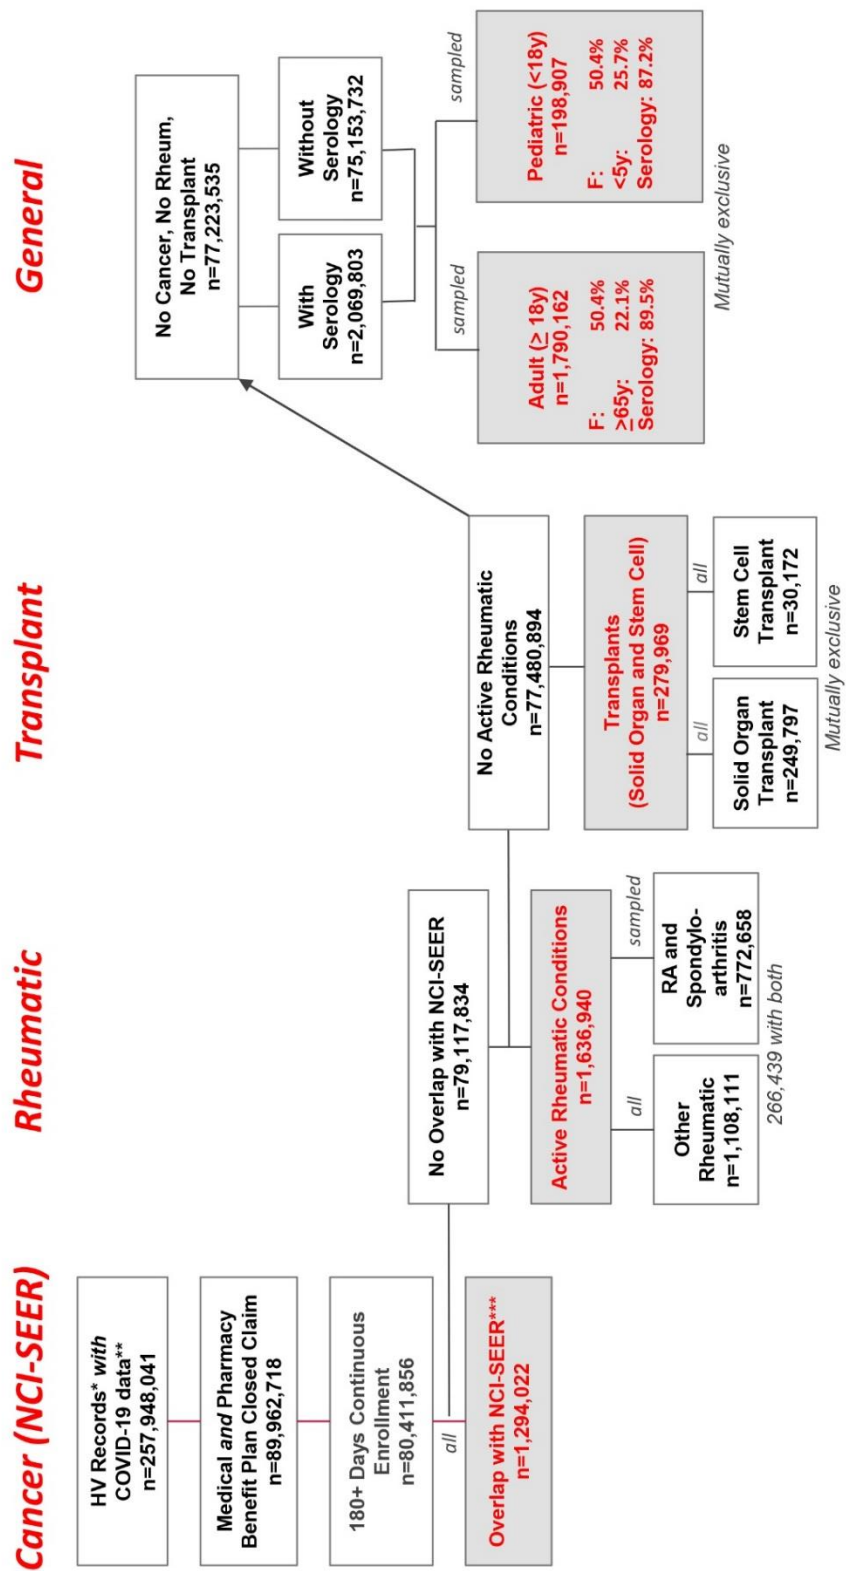 Cancer (NCI-SEER)
HV Records* with
COVID-19 data**
n=257,948,041
Medical and Pharmacy
Benefit Plan Closed Claim
n=89,962,718
180+ Days Continuous
Enrollment
n=80,411,856
all
Overlap with NCI-SEER***
n=1,294,022
Rheumatic
No Overlap with NCI-SEER
n=79,117,834
Active Rheumatic Conditions
n=1,636,940
all
sampled
Other
Rheumatic
n=1,108,111
RA and
Spondylo-
arthritis
n=772,658
266,439 with both
Transplant
No Active Rheumatic
Conditions
n=77,480,894
Transplants
(Solid Organ and Stem Cell)
n=279,969
all
all
Solid Organ
Transplant
n=249,797
Stem Cell
Transplant
n=30,172
Mutually exclusive
General
No Cancer, No Rheum,
No Transplant
n=77,223,535
With
Serology
n=2,069,803
Without
Serology
n=75,153,732
sampled
sampled
Adult (≥ 18y)
n=1,790,162
F: 50.4%
≥65y: 22.1%
Serology: 89.5%
Pediatric (<18y)
n=198,907
F: 50.4%
<5y: 25.7%
Serology: 87.2%
Mutually exclusive